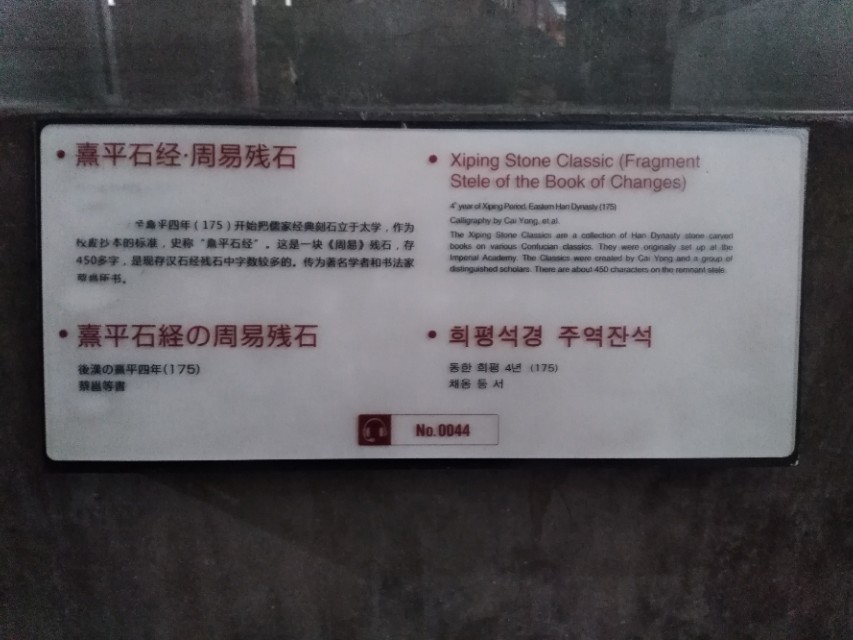 • 熹平石经·周易残石
平四年（175）开始把儒家经典刻石立于太学，作为
本的标准，史称“熹平石经”。这是一块《周易》残石，存
450多字，是现存汉石经残石中字数较多的。传为著名学者和书法家
书。
• Xiping Stone Classic (Fragment
Stele of the Book of Changes)
4th year of Xiping Period, Eastern Han Dynasty (175)
Calligraphy by Cai Yong, et al.
The Xiping Stone Classics are a collection of Han Dynasty stone carved
books on various Confucian classics. They were originally set up at the
Imperial Academy. The Classics were created by Cai Yong and a group of
distinguished scholars. There are about 450 characters on the remnant stele.
• 熹平石経の周易残石
後漢の熹平四年(175)
蔡邕等書
• 희평석경 주역잔석
동한 희평 4년 (175)
채옹 등 서
No.0044